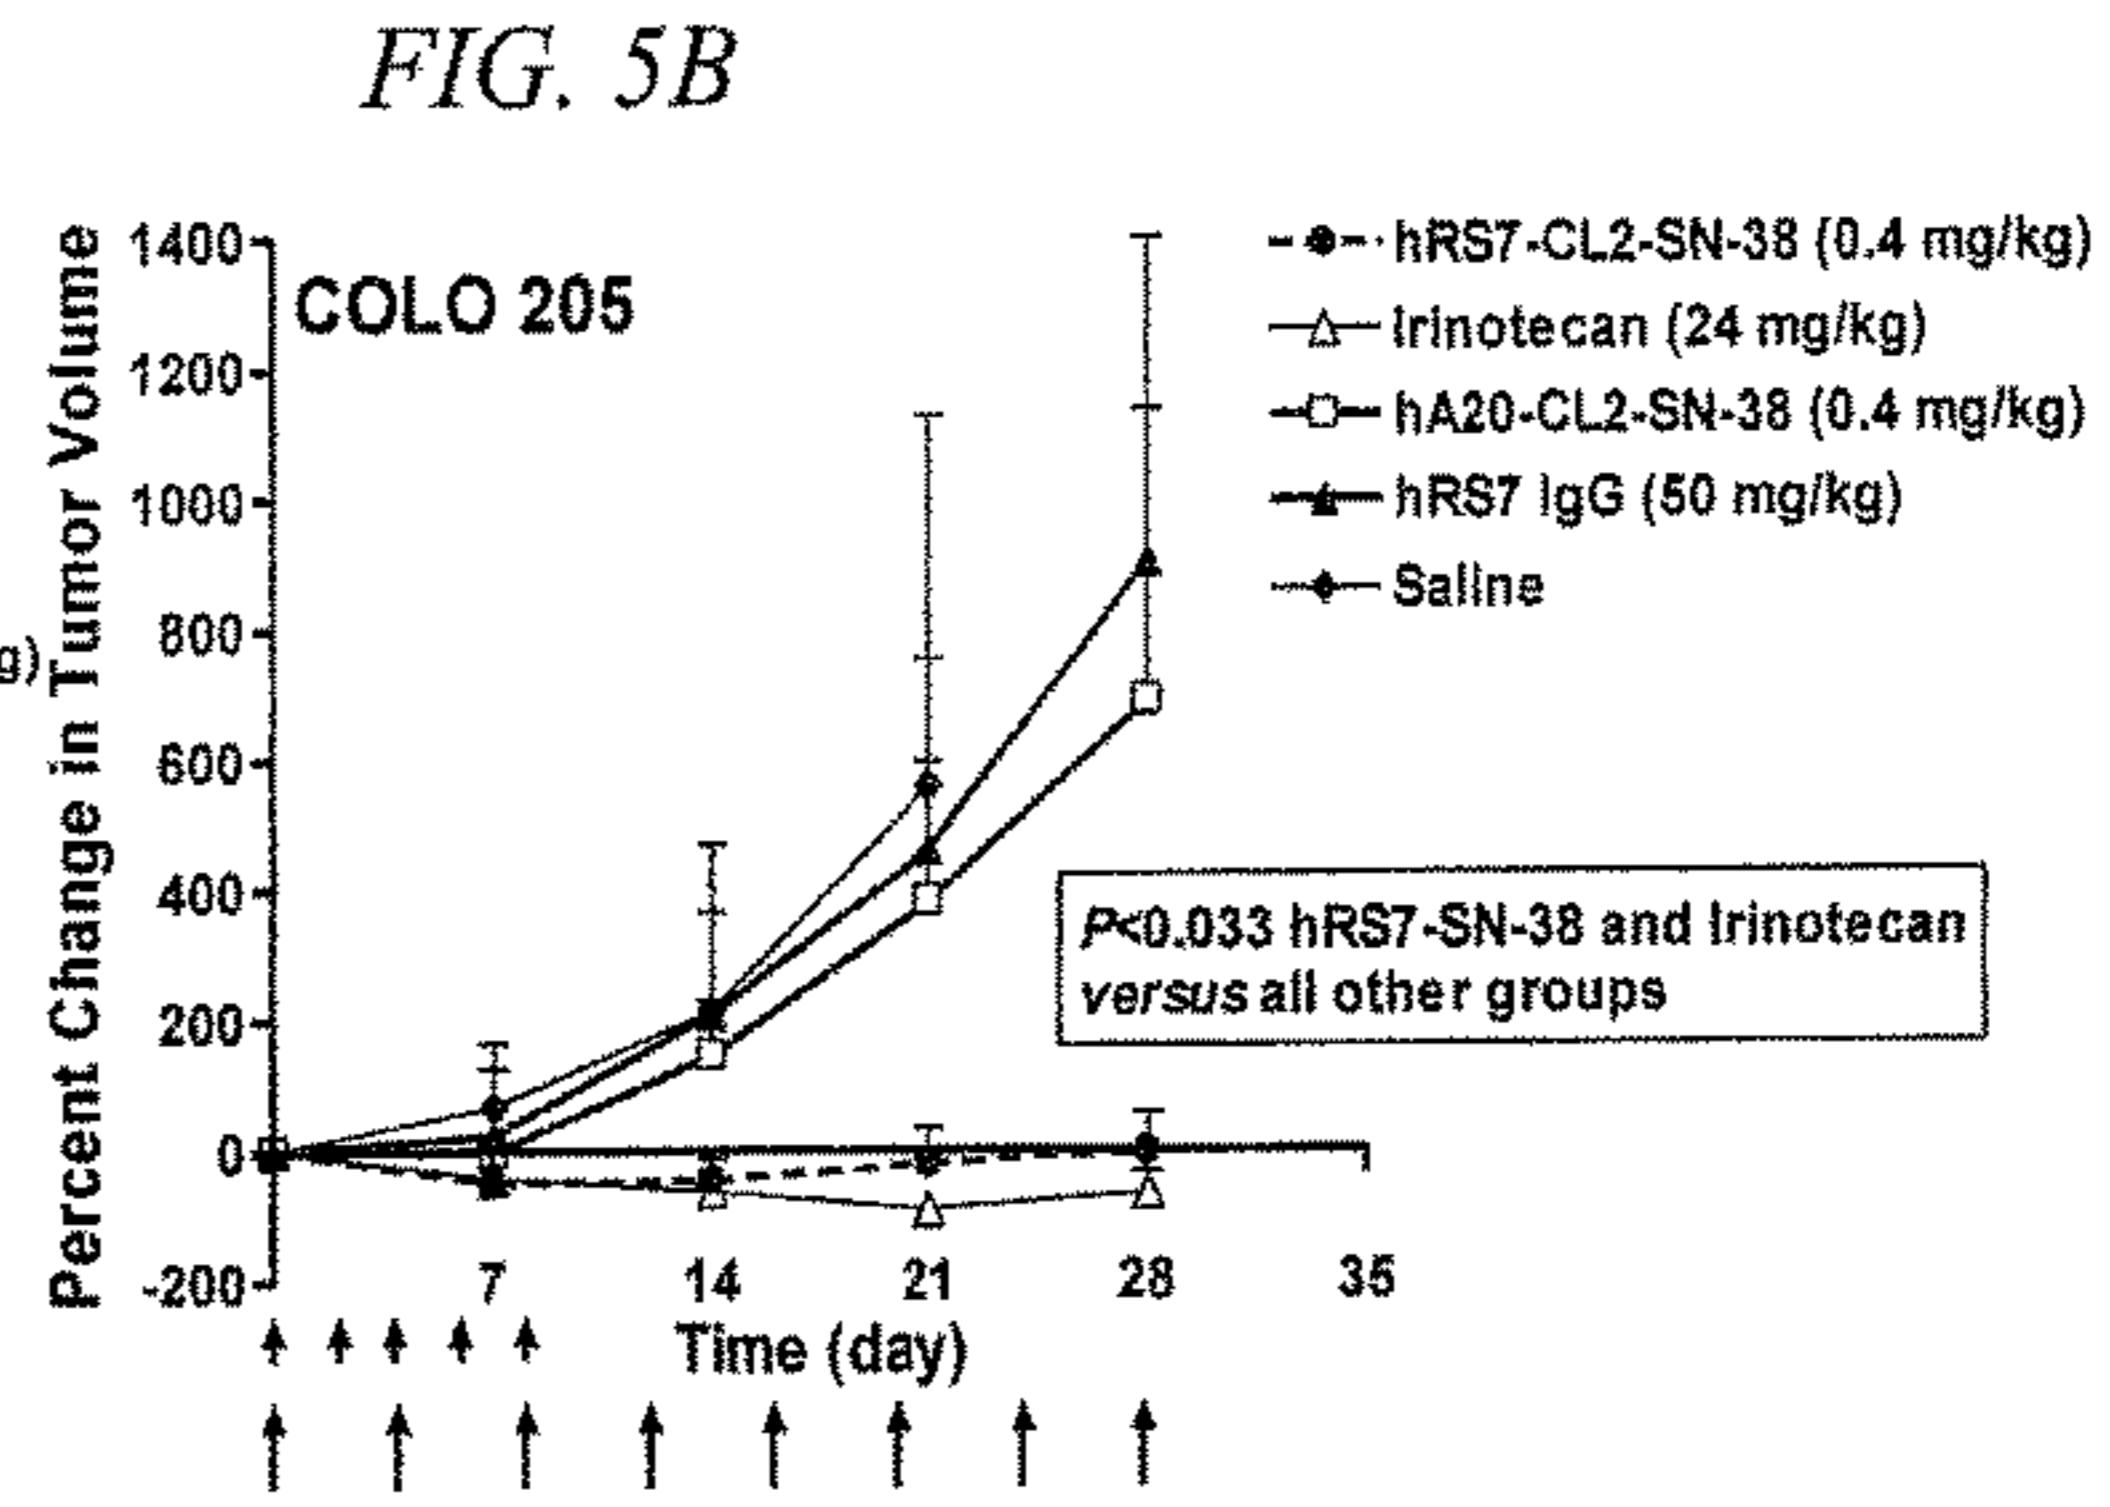 FIG. 5B
Percent Change in Tumor Volume
1400
1200
1000
800
600
400
200
0
-200
COLO 205
hRS7-CL2-SN-38 (0.4 mg/kg)
Irinotecan (24 mg/kg)
hA20-CL2-SN-38 (0.4 mg/kg)
hRS7 IgG (50 mg/kg)
Saline
g)
P<0.033 hRS7-SN-38 and Irinotecan
versus all other groups
7 14 21 28 35
Time (day)